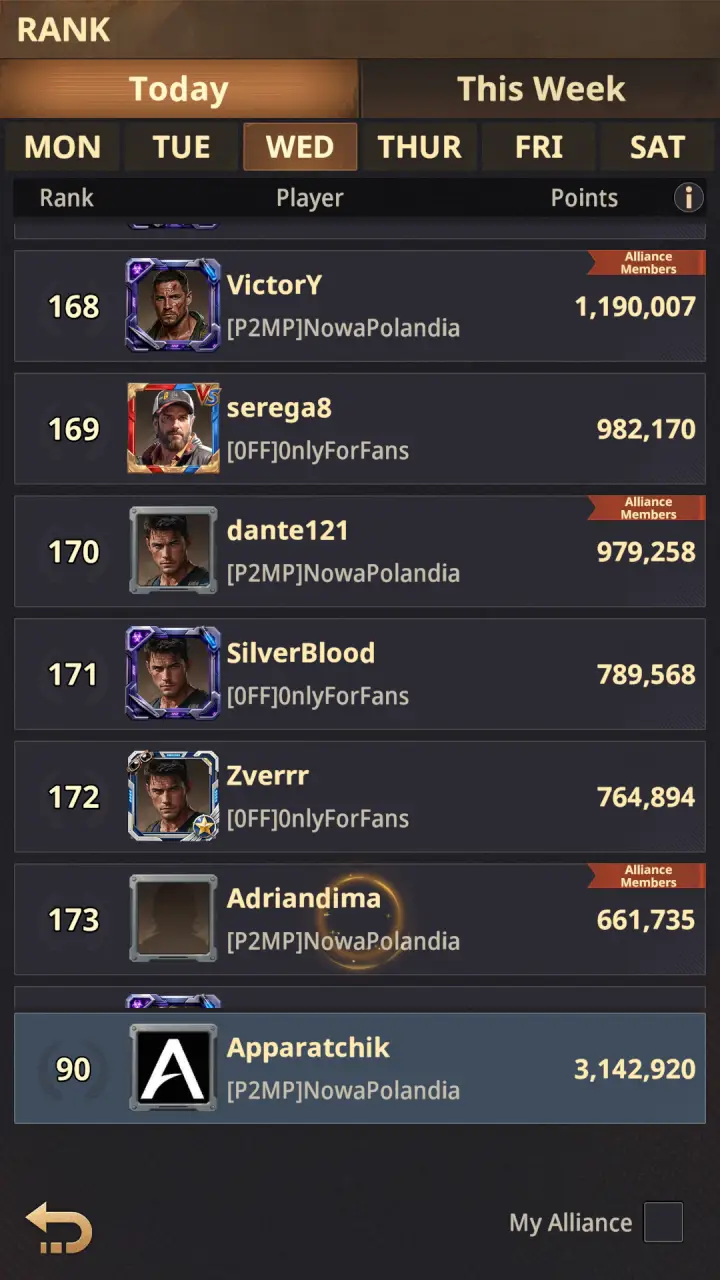 RANK
Today
This Week
MON
TUE
WED
THUR
FRI
SAT
Rank
Player
Points
Alliance
Members
168
VictorY
[P2MP]NowaPolandia
1,190,007
169
serega8
[0FF]0nlyForFans
982,170
Alliance
Members
170
dante121
[P2MP]NowaPolandia
979,258
171
SilverBlood
[0FF]0nlyForFans
789,568
172
Zverrr
[0FF]0nlyForFans
764,894
Alliance
Members
173
Adriandima
[P2MP]NowaPolandia
661,735
90
Apparatchik
[P2MP]NowaPolandia
3,142,920
My Alliance